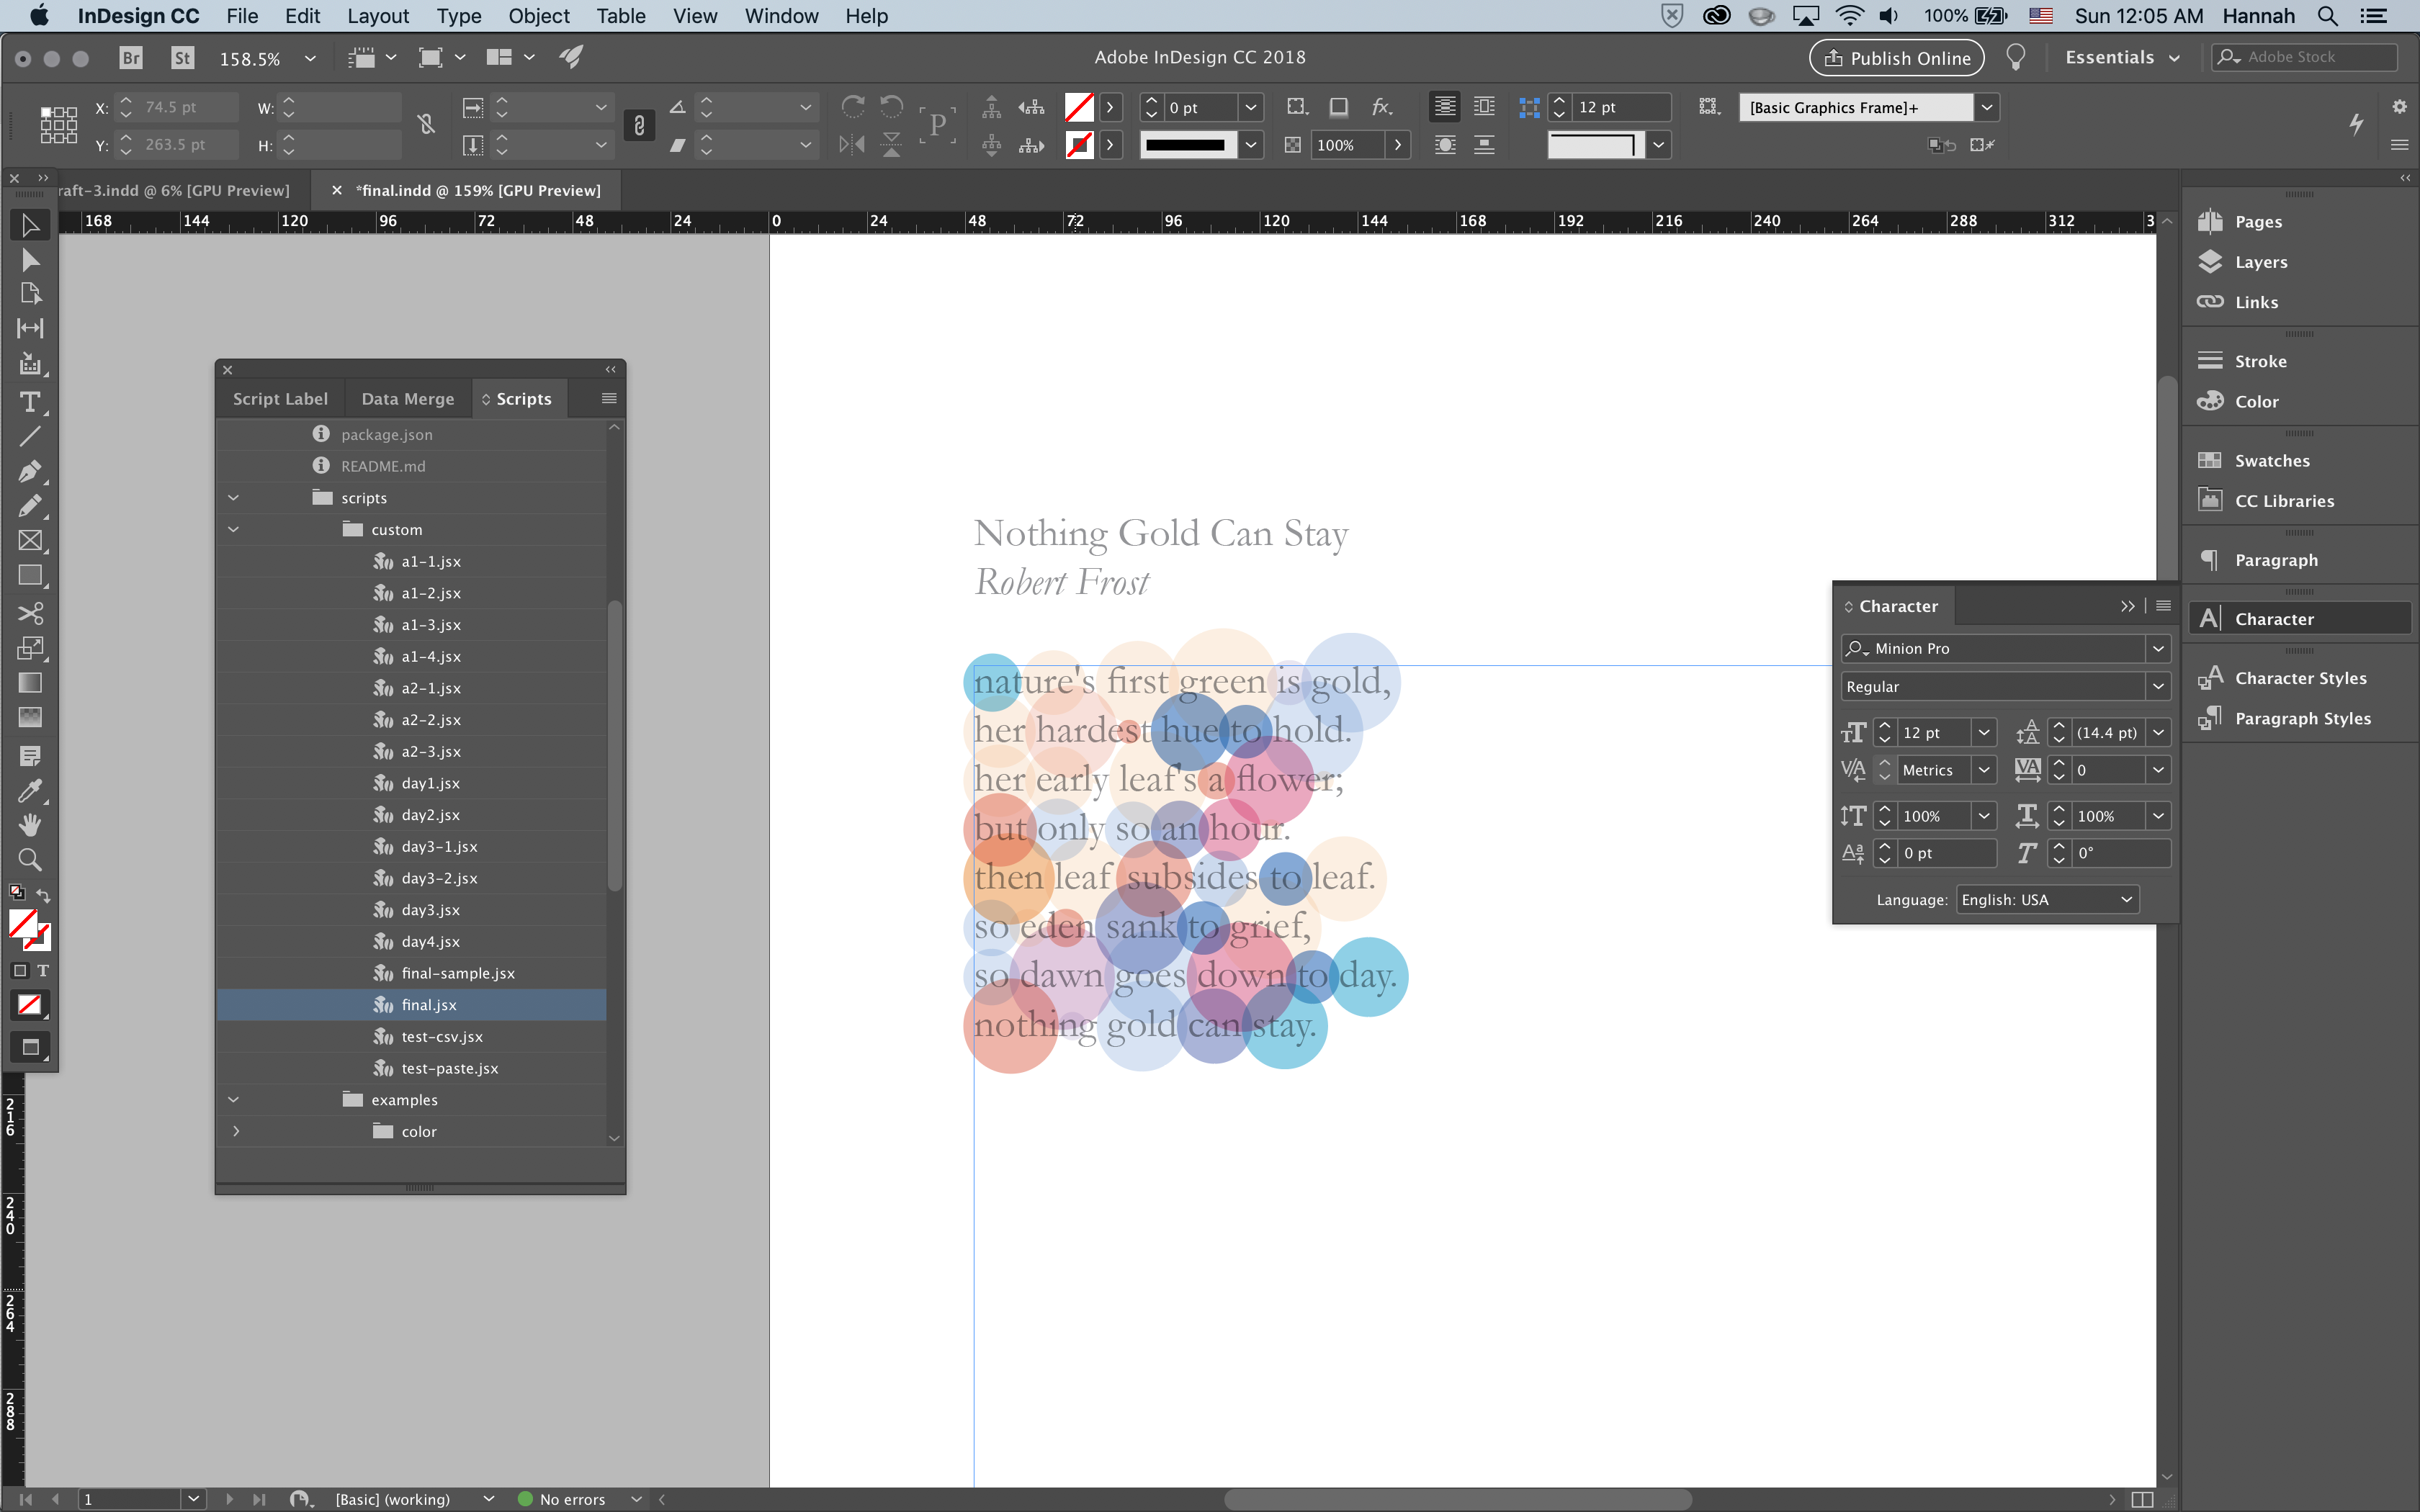 InDesign CC File Edit Layout Type Object Table View Window Help 100% Sun 12:05 AM Hannah
Br St 158.5% Adobe InDesign CC 2018 Publish Online Essentials Adobe Stock
X: 74.5 pt W: 0 pt fx. 12 pt [Basic Graphics Frame]+
Y: 263.5 pt H: P 100%
raft-3.indd @ 6% [GPU Preview] *final.indd @ 159% [GPU Preview]
168 144 120 96 72 48 24 0 24 48 72 96 120 144 168 192 216 240 264 288 312 3
Script Label Data Merge Scripts
package.json
README.md
scripts
custom
a1-1.jsx
a1-2.jsx
a1-3.jsx
a1-4.jsx
a2-1.jsx
a2-2.jsx
a2-3.jsx
day1.jsx
day2.jsx
day3-1.jsx
day3-2.jsx
day3.jsx
day4.jsx
final-sample.jsx
final.jsx
test-csv.jsx
test-paste.jsx
examples
color
216
240
264
288
Nothing Gold Can Stay
Robert Frost
nature's first green is gold,
her hardest hue to hold.
her early leaf's a flower;
but only so an hour.
then leaf subsides to leaf.
so eden sank to grief,
so dawn goes down to day.
nothing gold can stay.
Character
Minion Pro
Regular
12 pt (14.4 pt)
Metrics 0
100% 100%
0 pt 0°
Language: English: USA
Pages
Layers
Links
Stroke
Color
Swatches
CC Libraries
Paragraph
Character
Character Styles
Paragraph Styles
1 [Basic] (working) No errors